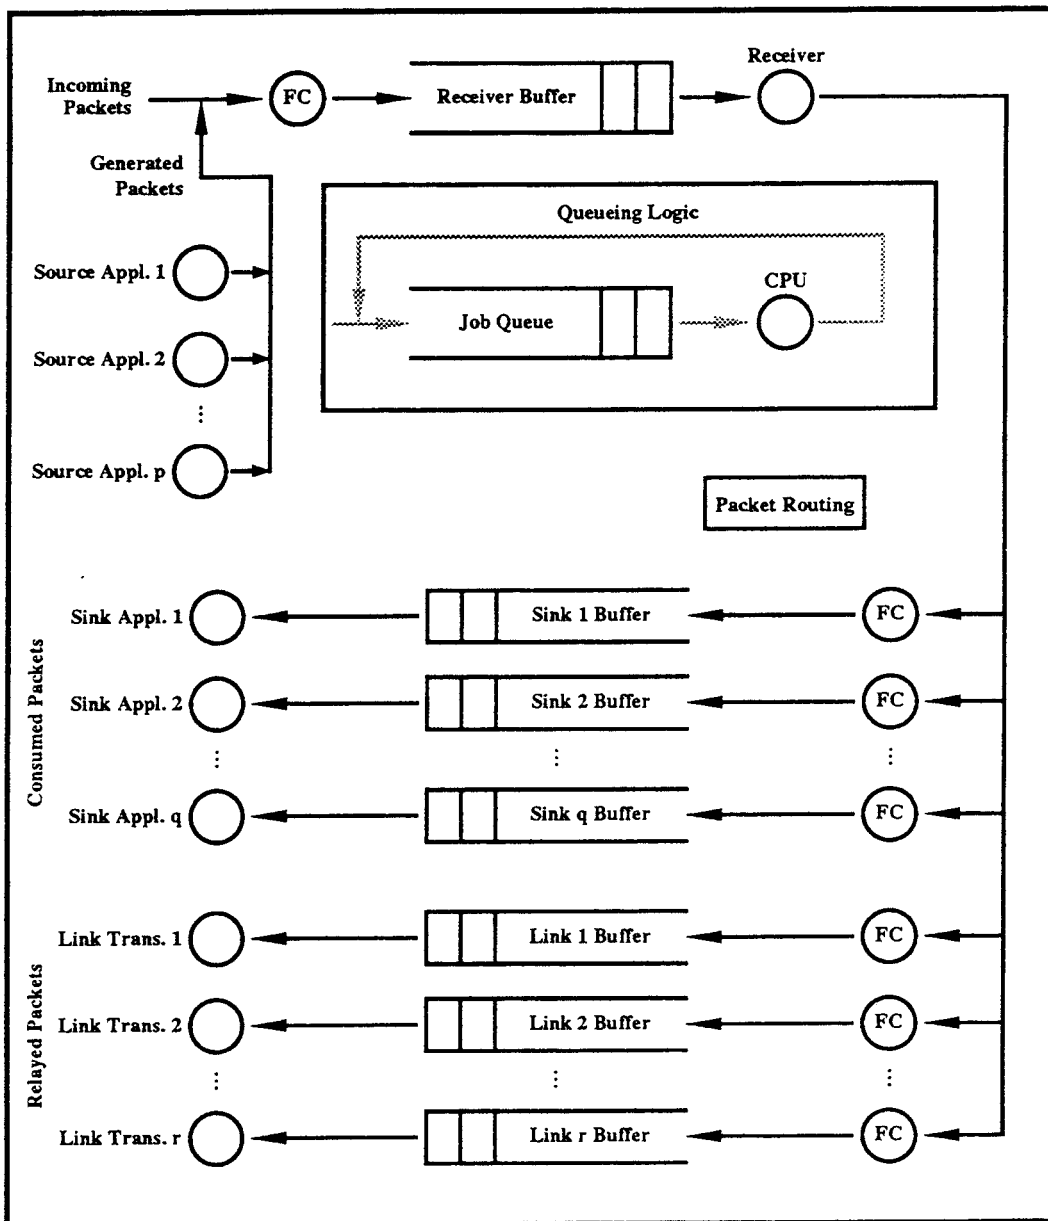 Receiver
Incoming
Packets
FC
Receiver Buffer
Generated
Packets
Queueing Logic
Source Appl. 1
CPU
Job Queue
Source Appl. 2
⋮
Source Appl. p
Packet Routing
Consumed Packets
Sink Appl. 1
Sink 1 Buffer
FC
Sink Appl. 2
Sink 2 Buffer
FC
⋮
⋮
⋮
Sink Appl. q
Sink q Buffer
FC
Relayed Packets
Link Trans. 1
Link 1 Buffer
FC
Link Trans. 2
Link 2 Buffer
FC
⋮
⋮
⋮
Link Trans. r
Link r Buffer
FC